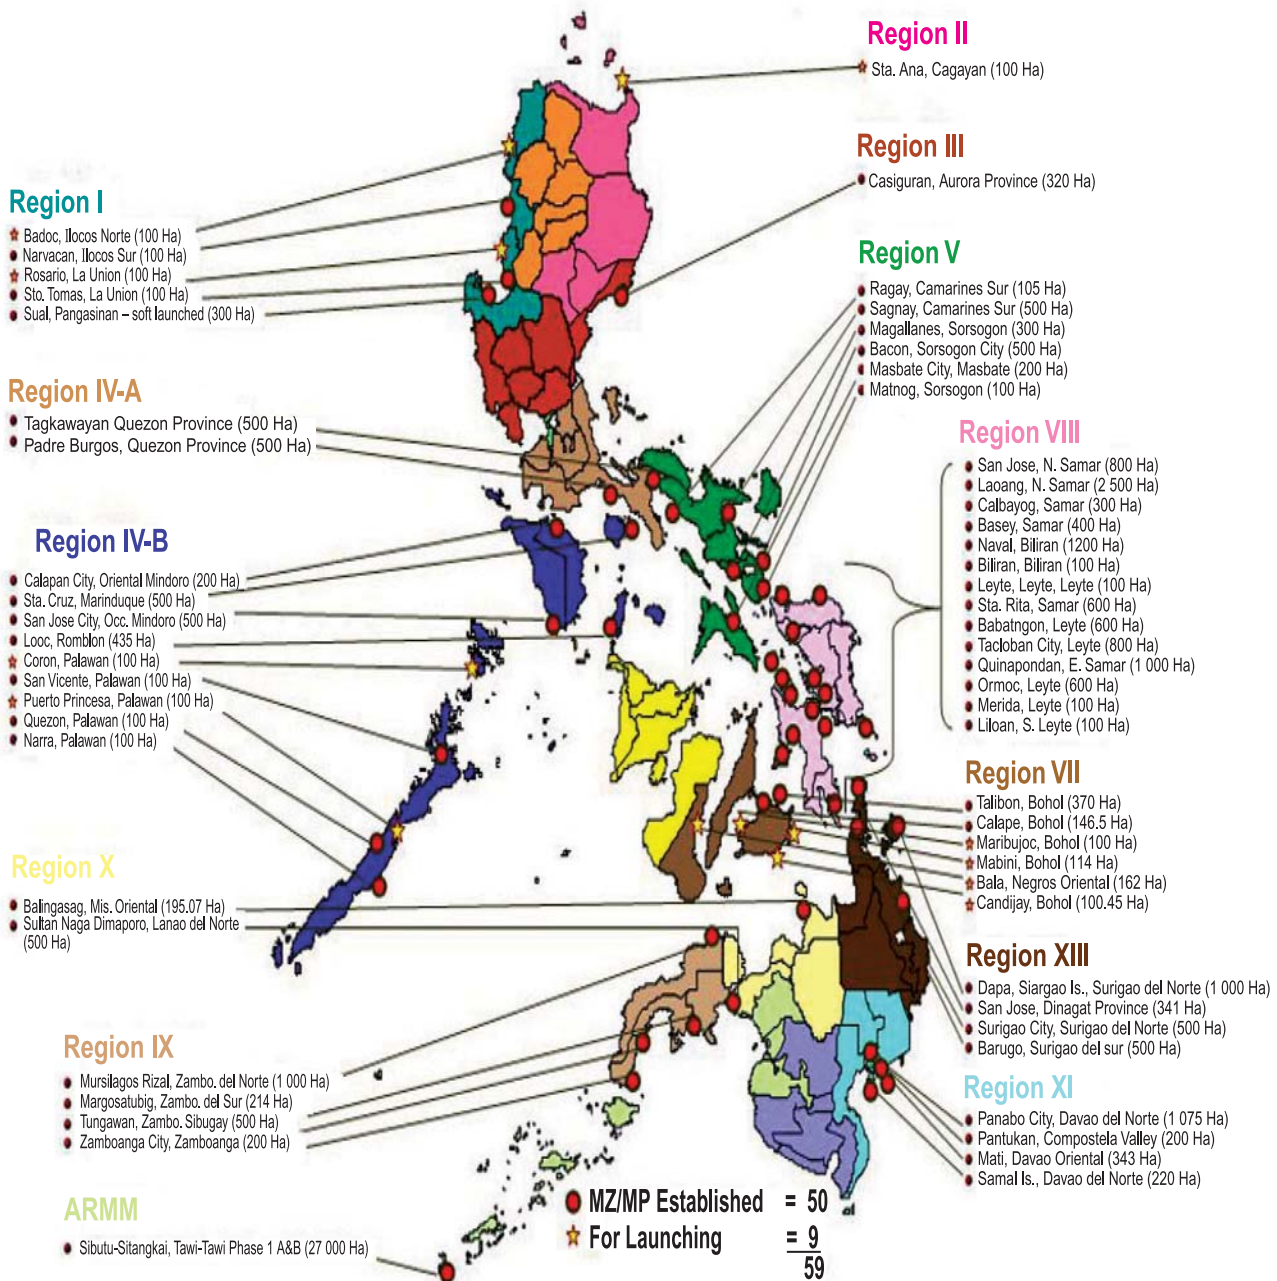 Region II
Sta. Ana, Cagayan (100 Ha)
Region III
Casiguran, Aurora Province (320 Ha)
Region I
Badoc, Ilocos Norte (100 Ha)
Narvacan, Ilocos Sur (100 Ha)
Rosario, La Union (100 Ha)
Sto. Tomas, La Union (100 Ha)
Sual, Pangasinan – soft launched (300 Ha)
Region V
Ragay, Camarines Sur (105 Ha)
Sagnay, Camarines Sur (500 Ha)
Magallanes, Sorsogon (300 Ha)
Bacon, Sorsogon City (500 Ha)
Masbate City, Masbate (200 Ha)
Matnog, Sorsogon (100 Ha)
Region IV-A
Tagkawayan Quezon Province (500 Ha)
Padre Burgos, Quezon Province (500 Ha)
Region VIII
San Jose, N. Samar (800 Ha)
Laoang, N. Samar (2 500 Ha)
Calbayog, Samar (300 Ha)
Basey, Samar (400 Ha)
Naval, Biliran (1200 Ha)
Biliran, Biliran (100 Ha)
Leyte, Leyte, Leyte (100 Ha)
Sta. Rita, Samar (600 Ha)
Babatngon, Leyte (600 Ha)
Tacloban City, Leyte (800 Ha)
Quinapondan, E. Samar (1 000 Ha)
Ormoc, Leyte (600 Ha)
Merida, Leyte (100 Ha)
Liloan, S. Leyte (100 Ha)
Region IV-B
Calapan City, Oriental Mindoro (200 Ha)
Sta. Cruz, Marinduque (500 Ha)
San Jose City, Occ. Mindoro (500 Ha)
Looc, Romblon (435 Ha)
Coron, Palawan (100 Ha)
San Vicente, Palawan (100 Ha)
Puerto Princesa, Palawan (100 Ha)
Quezon, Palawan (100 Ha)
Narra, Palawan (100 Ha)
Region VII
Talibon, Bohol (370 Ha)
Calape, Bohol (146.5 Ha)
Maribujoc, Bohol (100 Ha)
Mabini, Bohol (114 Ha)
Bala, Negros Oriental (162 Ha)
Candijay, Bohol (100.45 Ha)
Region X
Balingasag, Mis. Oriental (195.07 Ha)
Sultan Naga Dimaporo, Lanao del Norte
(500 Ha)
Region XIII
Dapa, Siargao Is., Surigao del Norte (1 000 Ha)
San Jose, Dinagat Province (341 Ha)
Surigao City, Surigao del Norte (500 Ha)
Barugo, Surigao del sur (500 Ha)
Region IX
Mursilagos Rizal, Zambo. del Norte (1 000 Ha)
Margosatubig, Zambo. del Sur (214 Ha)
Tungawan, Zambo. Sibugay (500 Ha)
Zamboanga City, Zamboanga (200 Ha)
Region XI
Panabo City, Davao del Norte (1 075 Ha)
Pantukan, Compostela Valley (200 Ha)
Mati, Davao Oriental (343 Ha)
Samal Is., Davao del Norte (220 Ha)
ARMM
Sibutu-Sitangkai, Tawi-Tawi Phase 1 A&B (27 000 Ha)
MZ/MP Established = 50
For Launching = 9
59